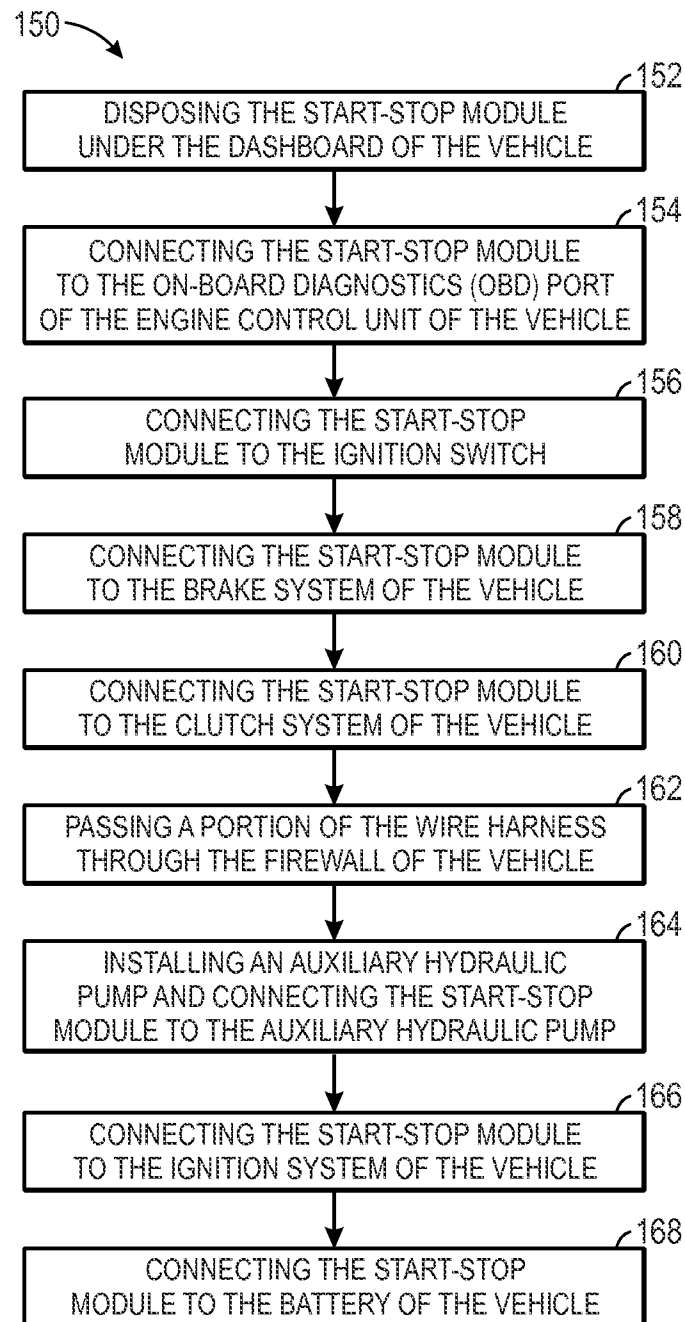 150
152
DISPOSING THE START-STOP MODULE
UNDER THE DASHBOARD OF THE VEHICLE
154
CONNECTING THE START-STOP MODULE
TO THE ON-BOARD DIAGNOSTICS (OBD) PORT
OF THE ENGINE CONTROL UNIT OF THE VEHICLE
156
CONNECTING THE START-STOP
MODULE TO THE IGNITION SWITCH
158
CONNECTING THE START-STOP MODULE
TO THE BRAKE SYSTEM OF THE VEHICLE
160
CONNECTING THE START-STOP MODULE
TO THE CLUTCH SYSTEM OF THE VEHICLE
162
PASSING A PORTION OF THE WIRE HARNESS
THROUGH THE FIREWALL OF THE VEHICLE
164
INSTALLING AN AUXILIARY HYDRAULIC
PUMP AND CONNECTING THE START-STOP
MODULE TO THE AUXILIARY HYDRAULIC PUMP
166
CONNECTING THE START-STOP MODULE
TO THE IGNITION SYSTEM OF THE VEHICLE
168
CONNECTING THE START-STOP
MODULE TO THE BATTERY OF THE VEHICLE